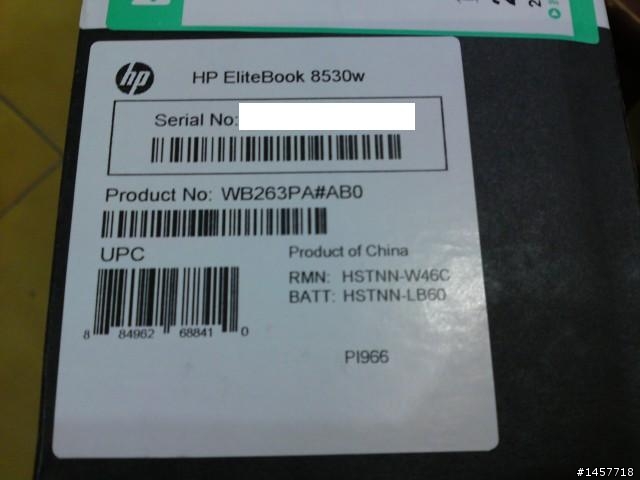 hp
HP EliteBook 8530w
Serial No:
Product No: WB263PA#AB0
UPC
Product of China
RMN: HSTNN-W46C
BATT: HSTNN-LB60
8 84962 68841 0
PI966
#1457718